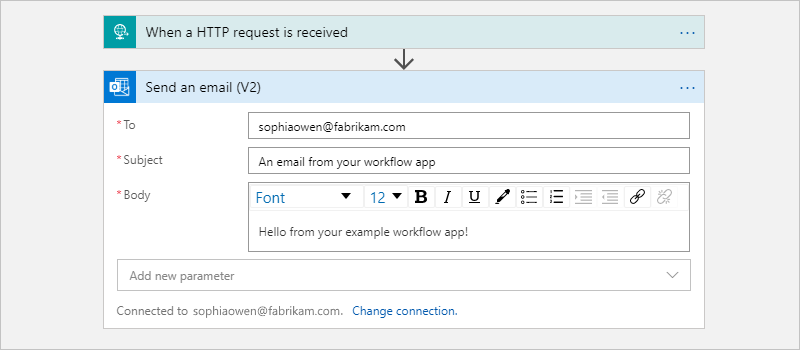 When a HTTP request is received ...
Send an email (V2) ...
*To sophiaowen@fabrikam.com
*Subject An email from your workflow app
*Body Font 12 B I U
Hello from your example workflow app!
Add new parameter
Connected to sophiaowen@fabrikam.com. Change connection.